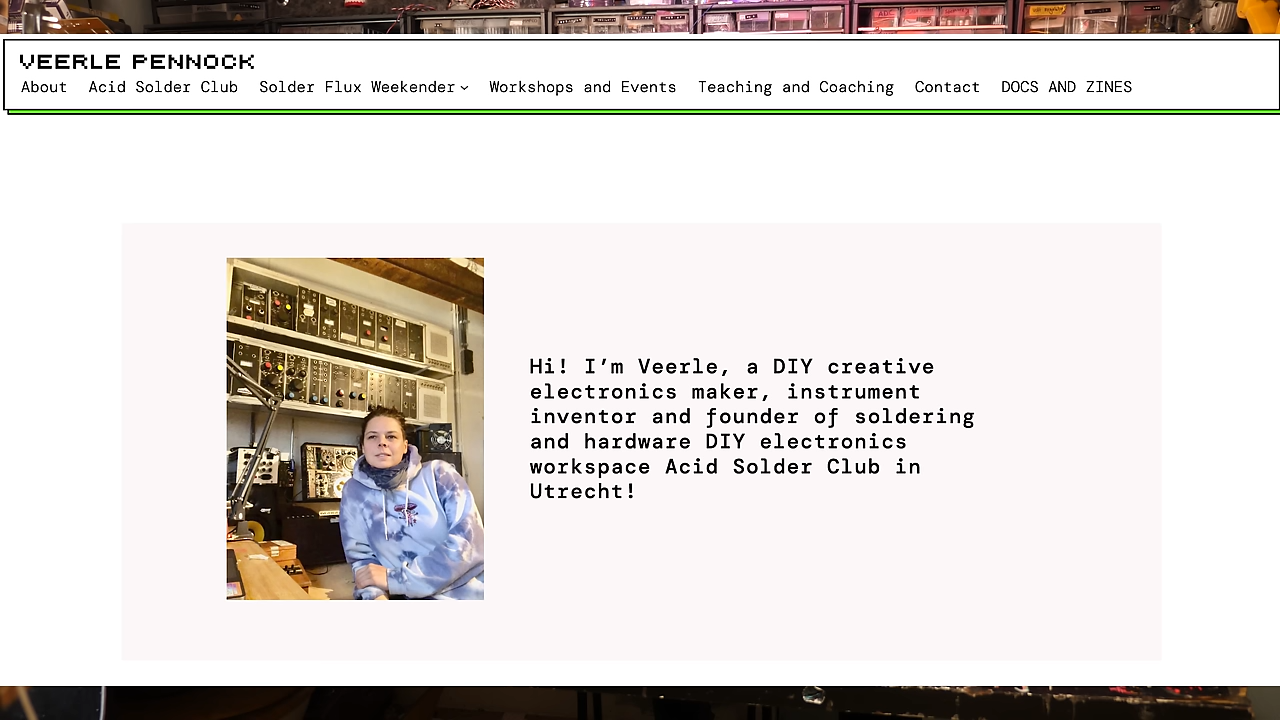 VEERLE PENNOCK
About Acid Solder Club Solder Flux Weekender Workshops and Events Teaching and Coaching Contact DOCS AND ZINES
Hi! I’m Veerle, a DIY creative
electronics maker, instrument
inventor and founder of soldering
and hardware DIY electronics
workspace Acid Solder Club in
Utrecht!